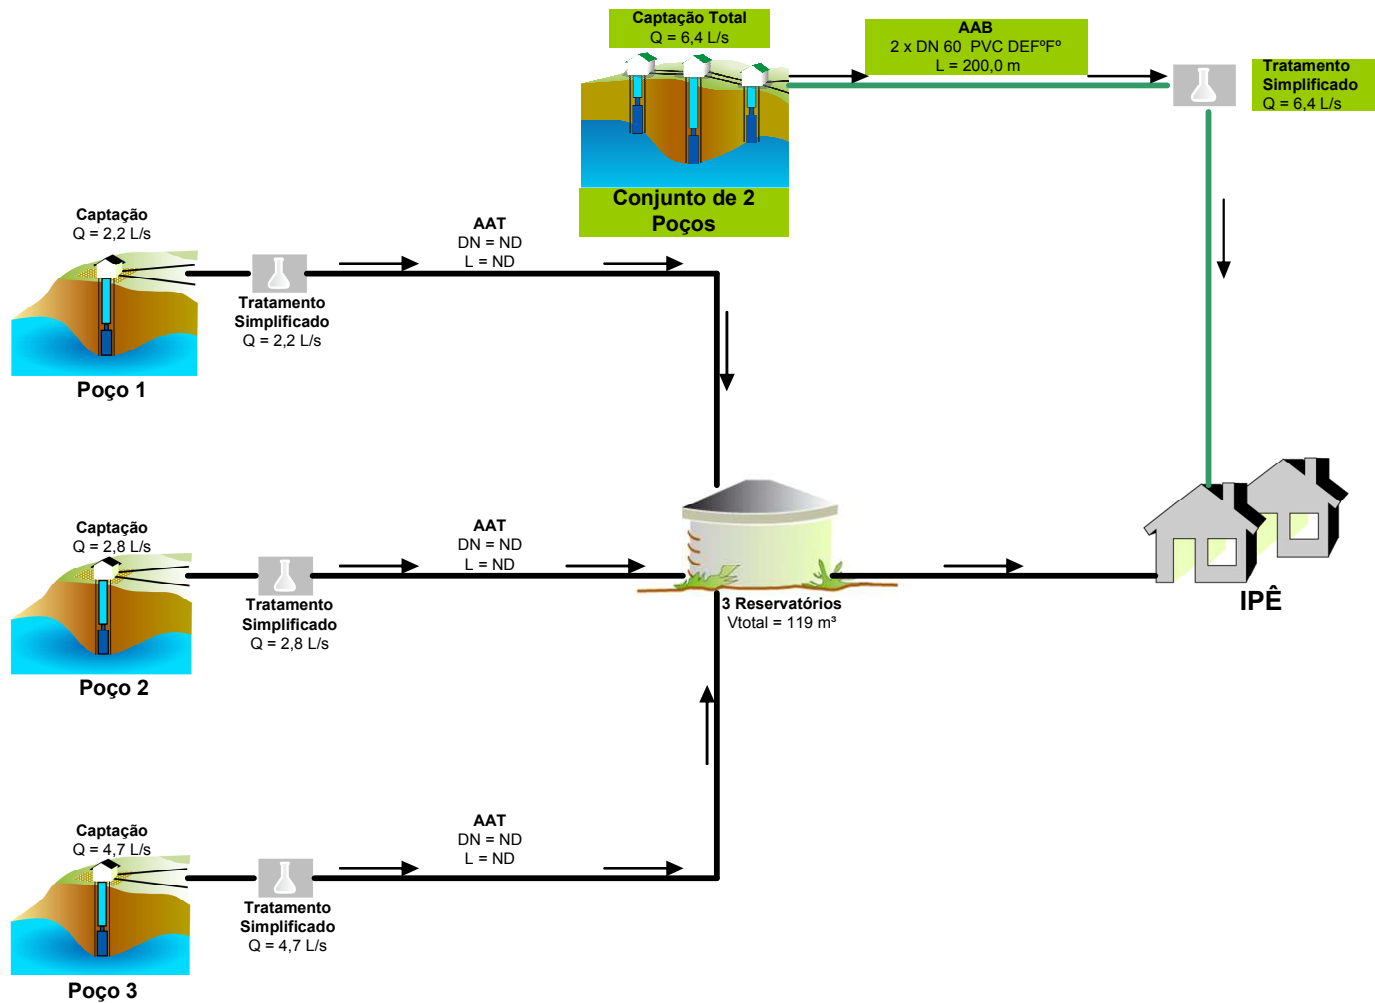 Captação Total
Q = 6,4 L/s
AAB
2 x DN 60 PVC DEFºFº
L = 200,0 m
Tratamento
Simplificado
Q = 6,4 L/s
Conjunto de 2
Poços
Captação
Q = 2,2 L/s
AAT
DN = ND
L = ND
Tratamento
Simplificado
Q = 2,2 L/s
Poço 1
Captação
Q = 2,8 L/s
AAT
DN = ND
L = ND
Tratamento
Simplificado
Q = 2,8 L/s
Poço 2
3 Reservatórios
Vtotal = 119 m³
IPÊ
Captação
Q = 4,7 L/s
AAT
DN = ND
L = ND
Tratamento
Simplificado
Q = 4,7 L/s
Poço 3